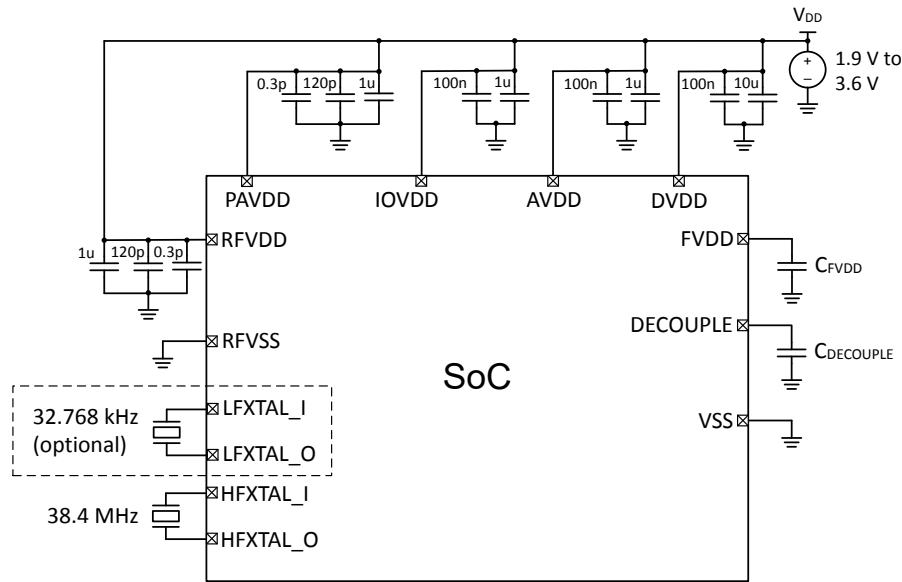 VDD
1.9 V to
3.6 V
+
−
0.3p
120p
1u
100n
1u
100n
1u
100n
10u
PAVDD
IOVDD
AVDD
DVDD
RFVDD
FVDD
1u
120p
0.3p
CFVDD
DECOUPLE
CDECOUPLE
RFVSS
SoC
VSS
32.768 kHz
(optional)
LFXTAL_I
LFXTAL_O
38.4 MHz
HFXTAL_I
HFXTAL_O